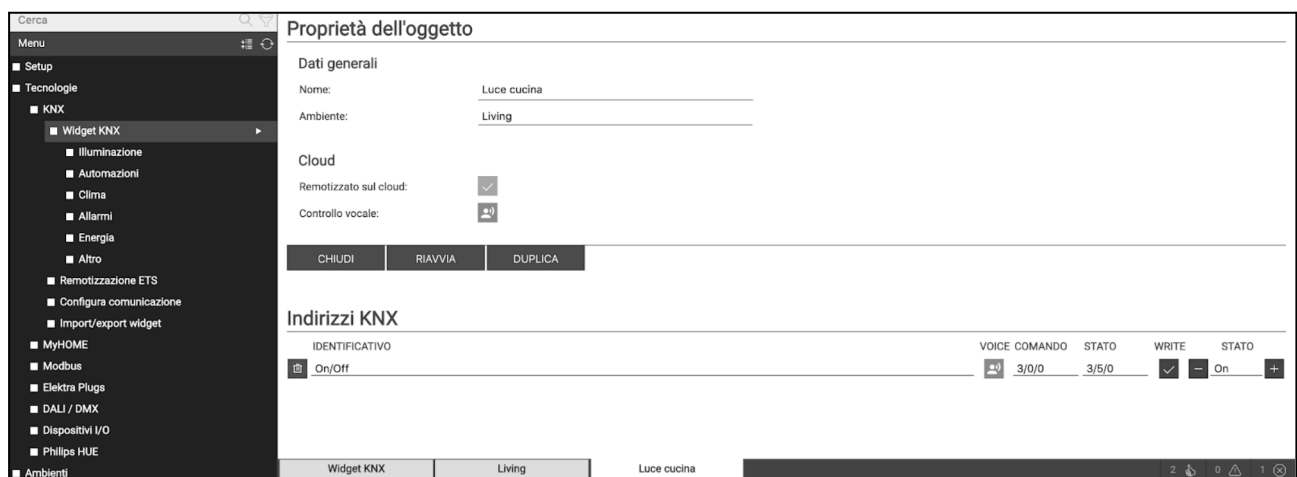 Cerca
Menu
Setup
Tecnologie
KNX
Widget KNX
Illuminazione
Automazioni
Clima
Allarmi
Energia
Altro
Remotizzazione ETS
Configura comunicazione
Import/export widget
MyHOME
Modbus
Elektra Plugs
DALI / DMX
Dispositivi I/O
Philips HUE
Ambienti
Proprietà dell'oggetto
Dati generali
Nome: Luce cucina
Ambiente: Living
Cloud
Remotizzato sul cloud:
Controllo vocale:
CHIUDI RIAVVIA DUPLICA
Indirizzi KNX
IDENTIFICATIVO VOICE COMANDO STATO WRITE STATO
On/Off 3/0/0 3/5/0 On
Widget KNX Living Luce cucina 2 0 1